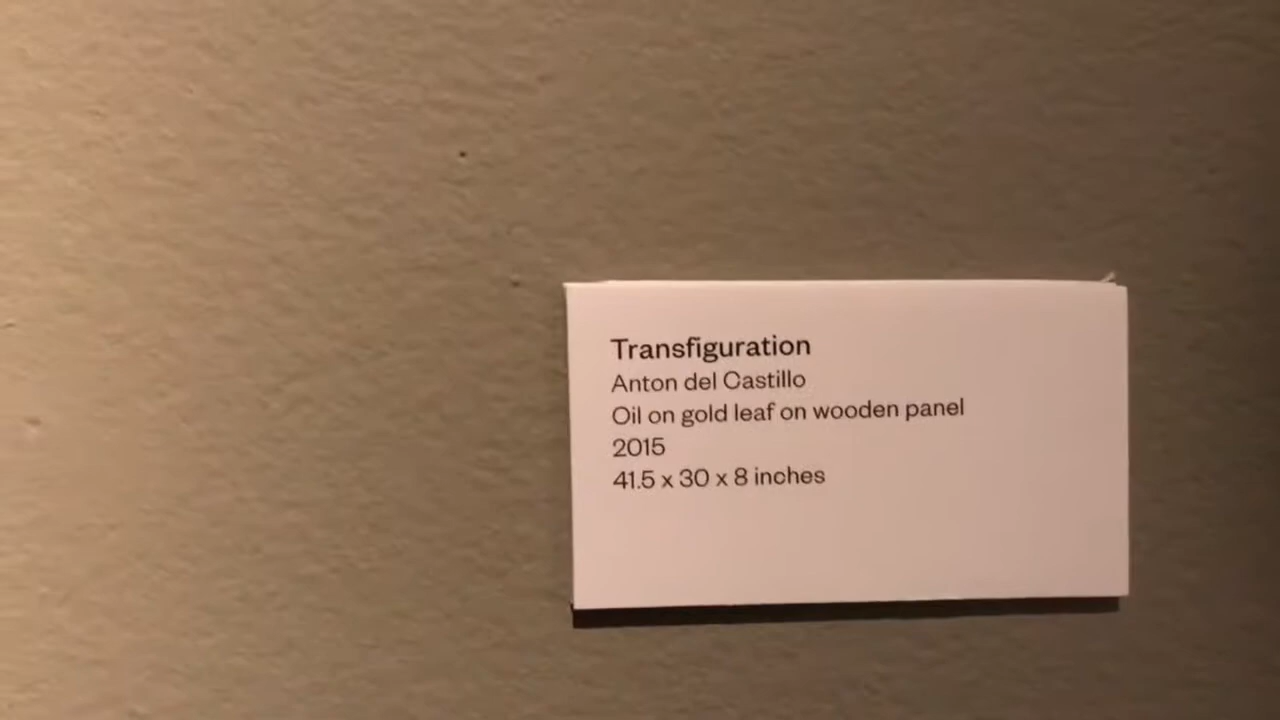 Transfiguration
Anton del Castillo
Oil on gold leaf on wooden panel
2015
41.5 x 30 x 8 inches